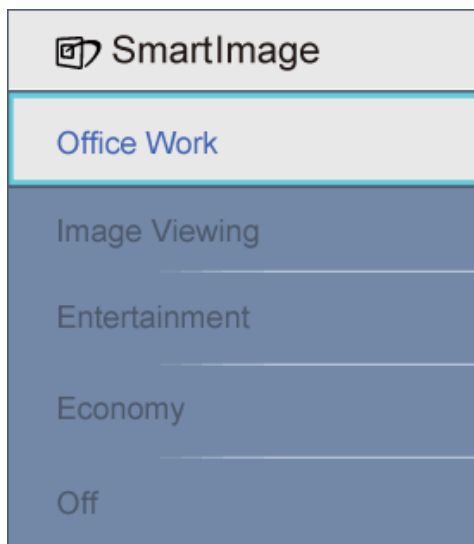 SmartImage
Office Work
Image Viewing
Entertainment
Economy
Off